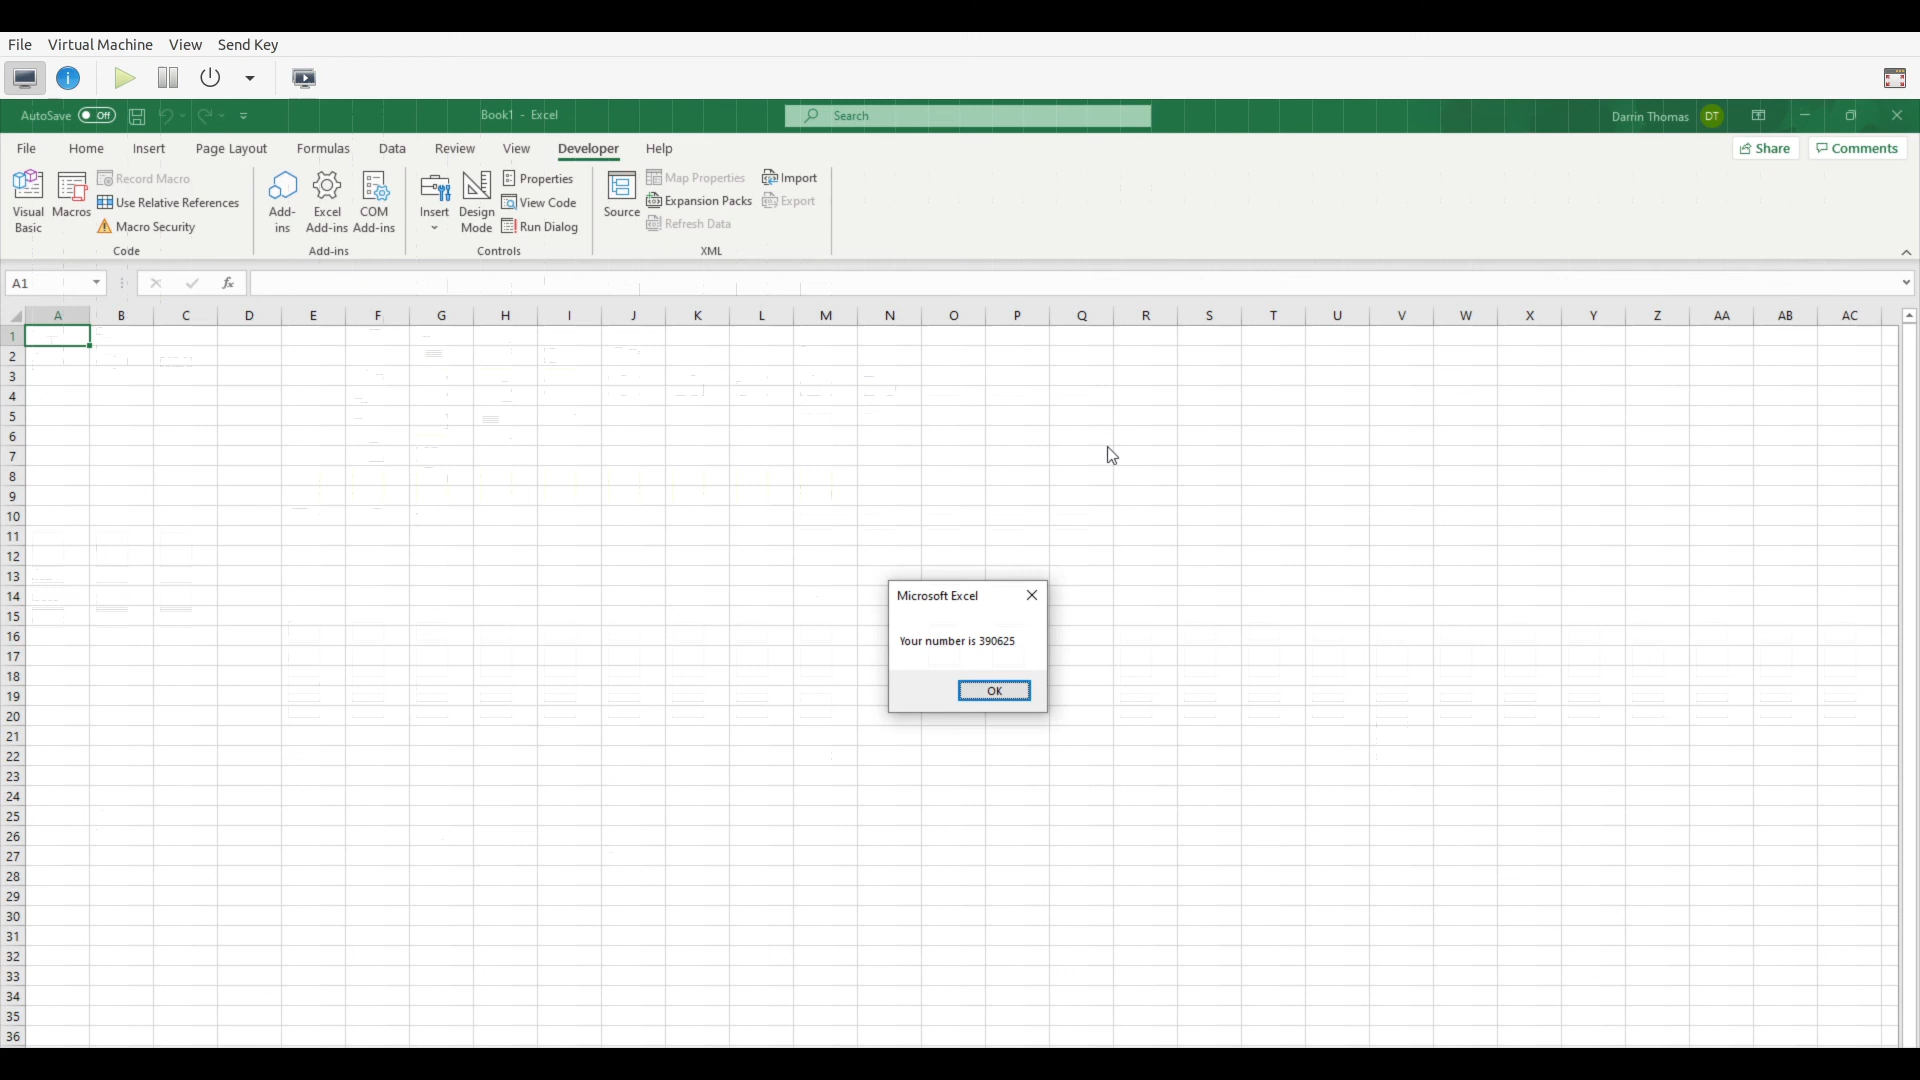 File Virtual Machine View Send Key
AutoSave Off Book1 - Excel Search Darrin Thomas DT
File Home Insert Page Layout Formulas Data Review View Developer Help Share Comments
Visual Basic
Macros
Record Macro
Use Relative References
Macro Security
Code
Add-ins
Excel Add-ins
COM Add-ins
Add-ins
Insert
Design Mode
Properties
View Code
Run Dialog
Controls
Source
Map Properties
Expansion Packs
Refresh Data
Import
Export
XML
A1 fx
A B C D E F G H I J K L M N O P Q R S T U V W X Y Z AA AB AC
1
2
3
4
5
6
7
8
9
10
11
12
13
14
15
16
17
18
19
20
21
22
23
24
25
26
27
28
29
30
31
32
33
34
35
36
Microsoft Excel
Your number is 390625
OK